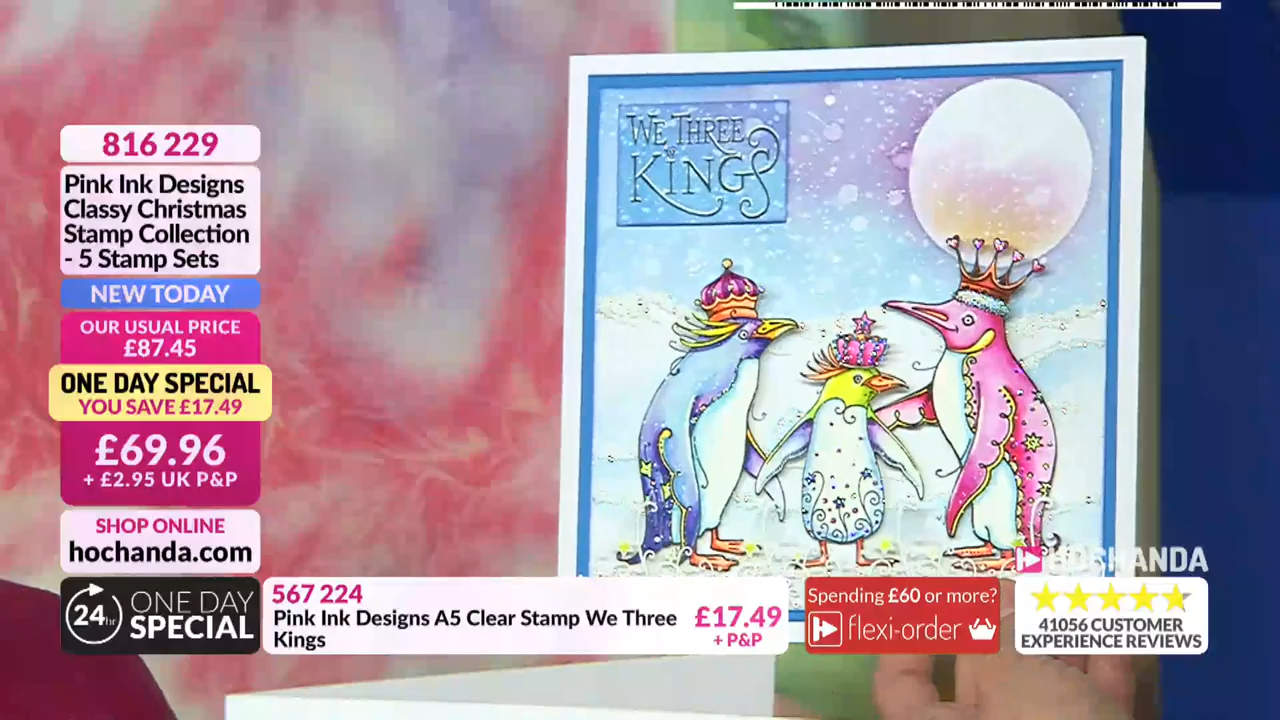 816 229
Pink Ink Designs
Classy Christmas
Stamp Collection
- 5 Stamp Sets
NEW TODAY
OUR USUAL PRICE
£87.45
ONE DAY SPECIAL
YOU SAVE £17.49
£69.96
+ £2.95 UK P&P
SHOP ONLINE
hochanda.com
WE THREE
KINGS
HOCHANDA
24hr
ONE DAY
SPECIAL
567 224
Pink Ink Designs A5 Clear Stamp We Three
Kings
£17.49
+ P&P
Spending £60 or more?
flexi-order
41056 CUSTOMER
EXPERIENCE REVIEWS